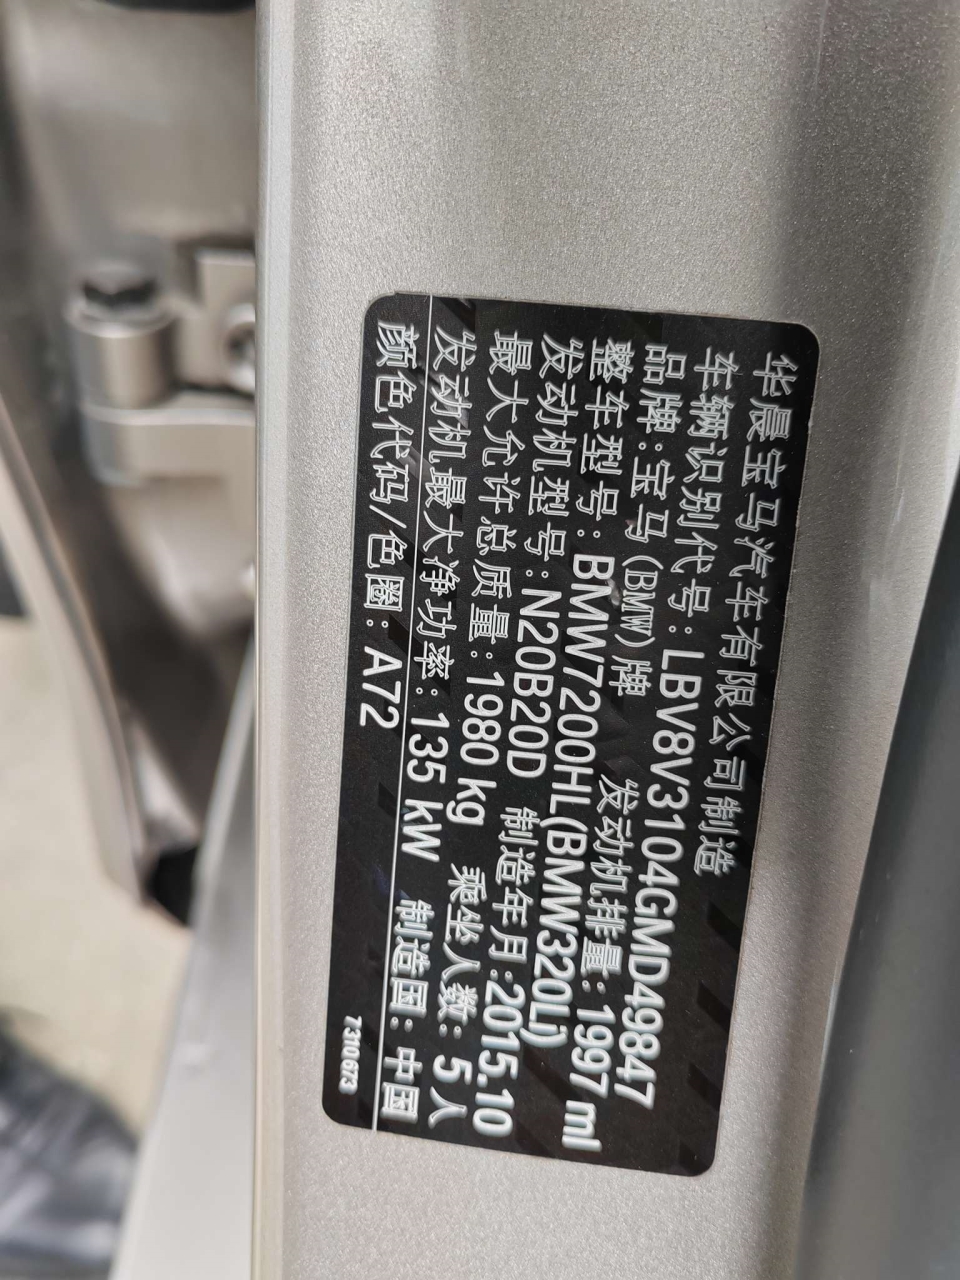 华晨宝马汽车有限公司制造
车辆识别代号:LBV8V3104GMD49847
品牌:宝马(BMW)牌 发动机排量:1997 ml
整车型号:BMW7200HL(BMW320Li)
发动机型号:N20B20D 制造年月:2015.10
最大允许总质量:1980 kg 乘坐人数:5人
发动机最大净功率:135 kW 制造国:中国
颜色代码/色圈:A72
7310673